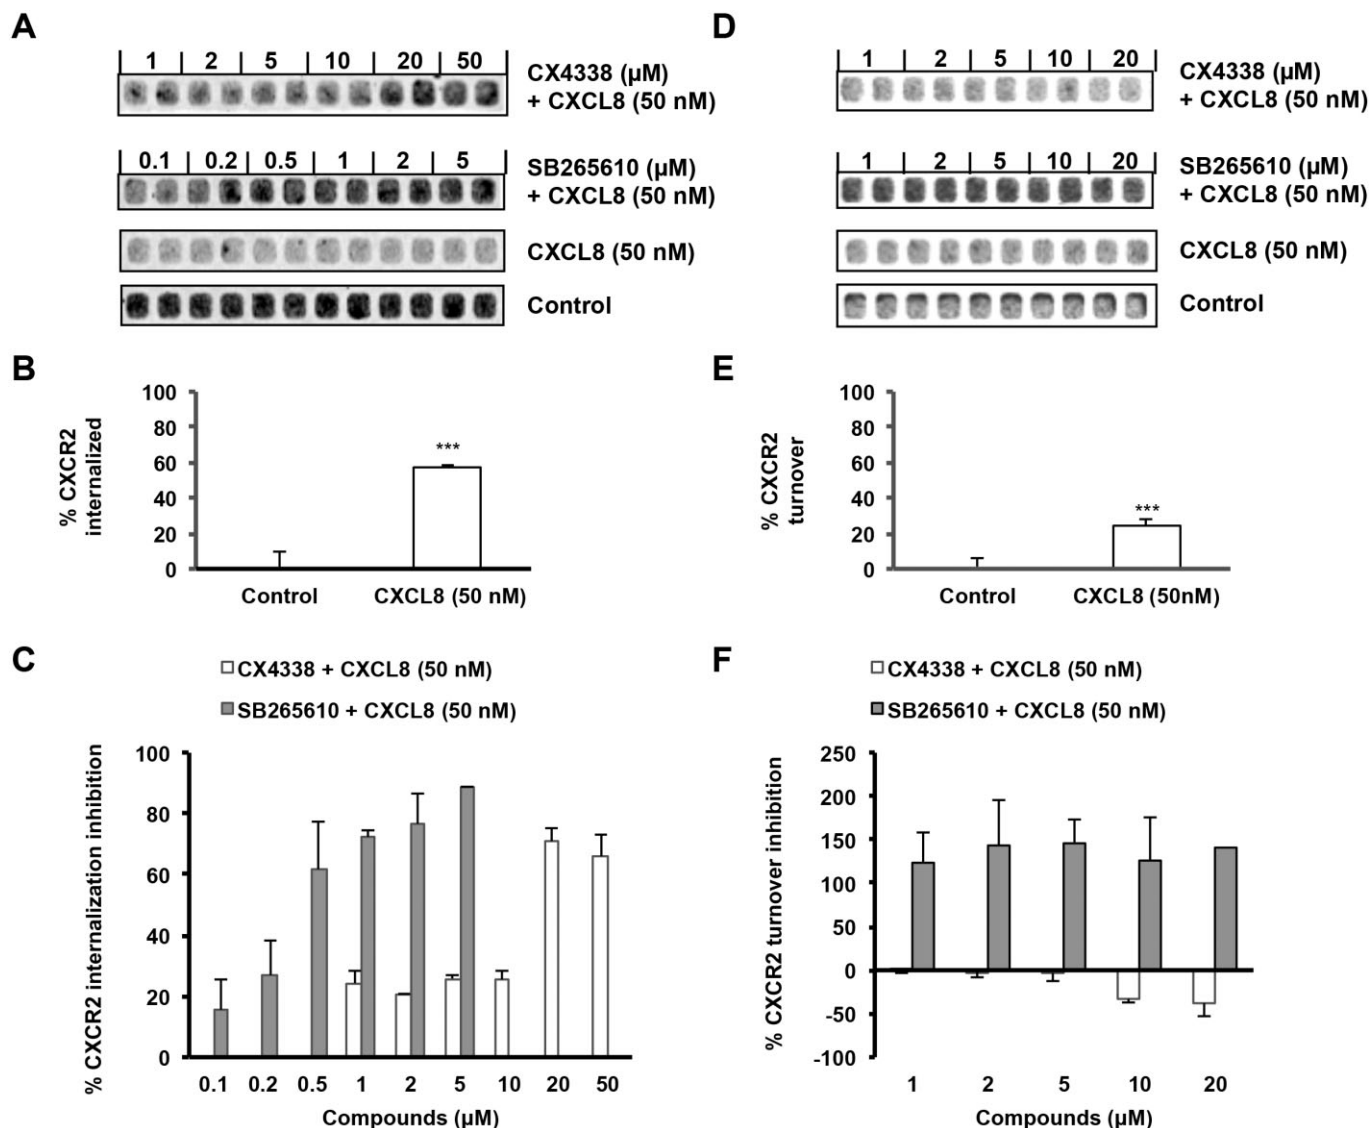 A
1 2 5 10 20 50
CX4338 (µM)
+ CXCL8 (50 nM)
0.1 0.2 0.5 1 2 5
SB265610 (µM)
+ CXCL8 (50 nM)
CXCL8 (50 nM)
Control
D
1 2 5 10 20
CX4338 (µM)
+ CXCL8 (50 nM)
1 2 5 10 20
SB265610 (µM)
+ CXCL8 (50 nM)
CXCL8 (50 nM)
Control
B
% CXCR2
internalized
100
80
60
40
20
0
***
Control CXCL8 (50 nM)
E
% CXCR2
turnover
100
80
60
40
20
0
***
Control CXCL8 (50nM)
C
CX4338 + CXCL8 (50 nM)
SB265610 + CXCL8 (50 nM)
% CXCR2 internalization inhibition
100
80
60
40
20
0
0.1 0.2 0.5 1 2 5 10 20 50
Compounds (µM)
F
CX4338 + CXCL8 (50 nM)
SB265610 + CXCL8 (50 nM)
% CXCR2 turnover inhibition
250
200
150
100
50
0
-50
-100
1 2 5 10 20
Compounds (µM)